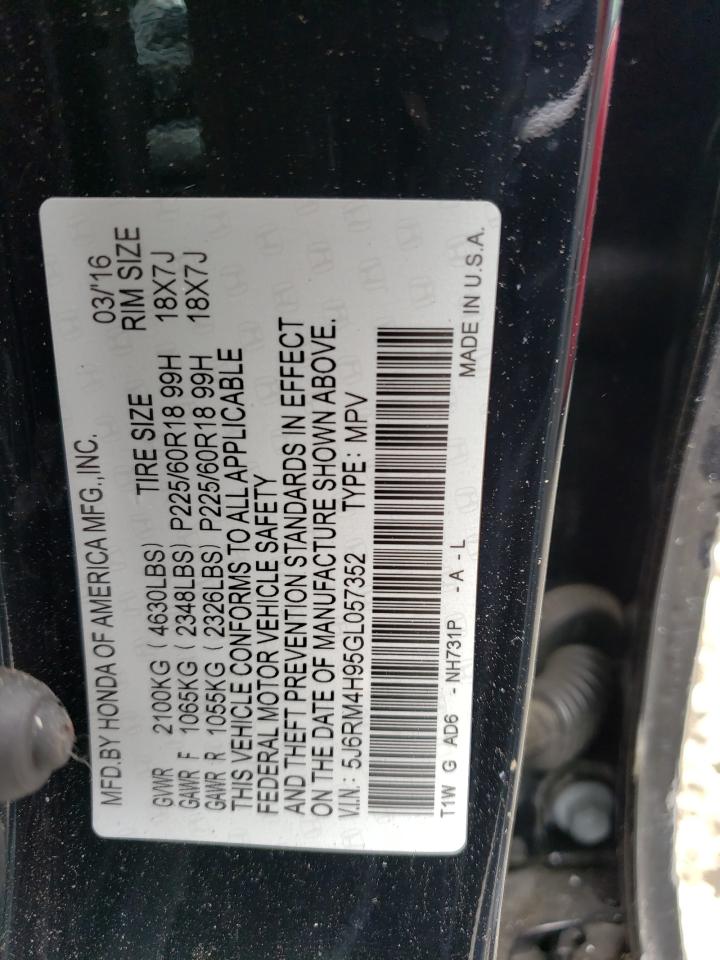 MFD.BY HONDA OF AMERICA MFG.,INC. 03/'16
TIRE SIZE RIM SIZE
GVWR 2100KG (4630LBS)
GAWR F 1065KG (2348LBS) P225/60R18 99H 18X7J
GAWR R 1055KG (2326LBS) P225/60R18 99H 18X7J
THIS VEHICLE CONFORMS TO ALL APPLICABLE
FEDERAL MOTOR VEHICLE SAFETY
AND THEFT PREVENTION STANDARDS IN EFFECT
ON THE DATE OF MANUFACTURE SHOWN ABOVE.
V.I.N.: 5J6RM4H95GL057352 TYPE: MPV
T1W G AD6 - NH731P - A - L MADE IN U.S.A.